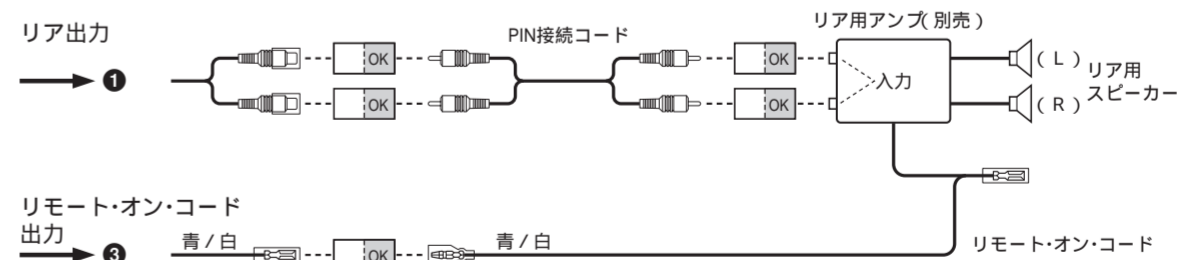 リア用アンプ(別売)
リア出力
PIN接続コード
❶
OK
OK
(L)
リア用
スピーカー
入力
OK
OK
(R)
リモート・オン・コード
出力
❸
青/白
OK
青/白
リモート・オン・コード